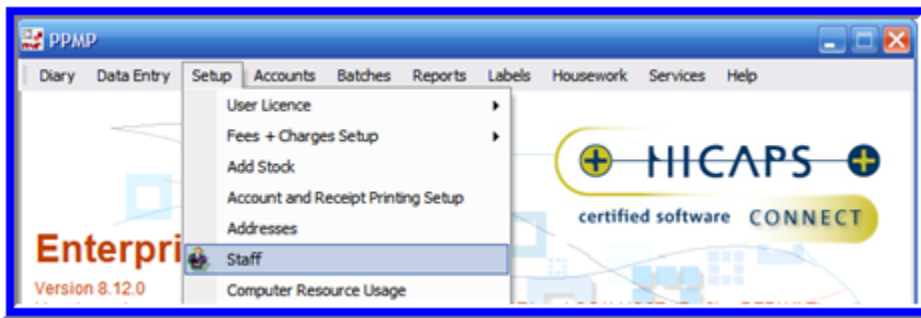 PPMP
Diary Data Entry Setup Accounts Batches Reports Labels Housework Services Help
User Licence
Fees + Charges Setup
Add Stock
Account and Receipt Printing Setup
Addresses
Staff
Computer Resource Usage
HICAPS
certified software CONNECT
Enterpri
Version 8.12.0